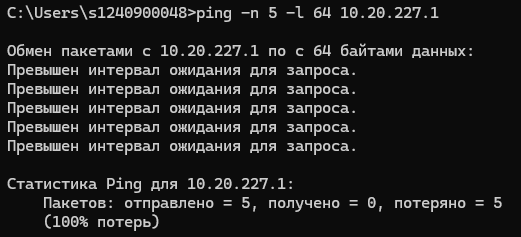 C:\Users\s1240900048>ping -n 5 -l 64 10.20.227.1
Обмен пакетами с 10.20.227.1 по с 64 байтами данных:
Превышен интервал ожидания для запроса.
Превышен интервал ожидания для запроса.
Превышен интервал ожидания для запроса.
Превышен интервал ожидания для запроса.
Превышен интервал ожидания для запроса.
Статистика Ping для 10.20.227.1:
Пакетов: отправлено = 5, получено = 0, потеряно = 5
(100% потерь)